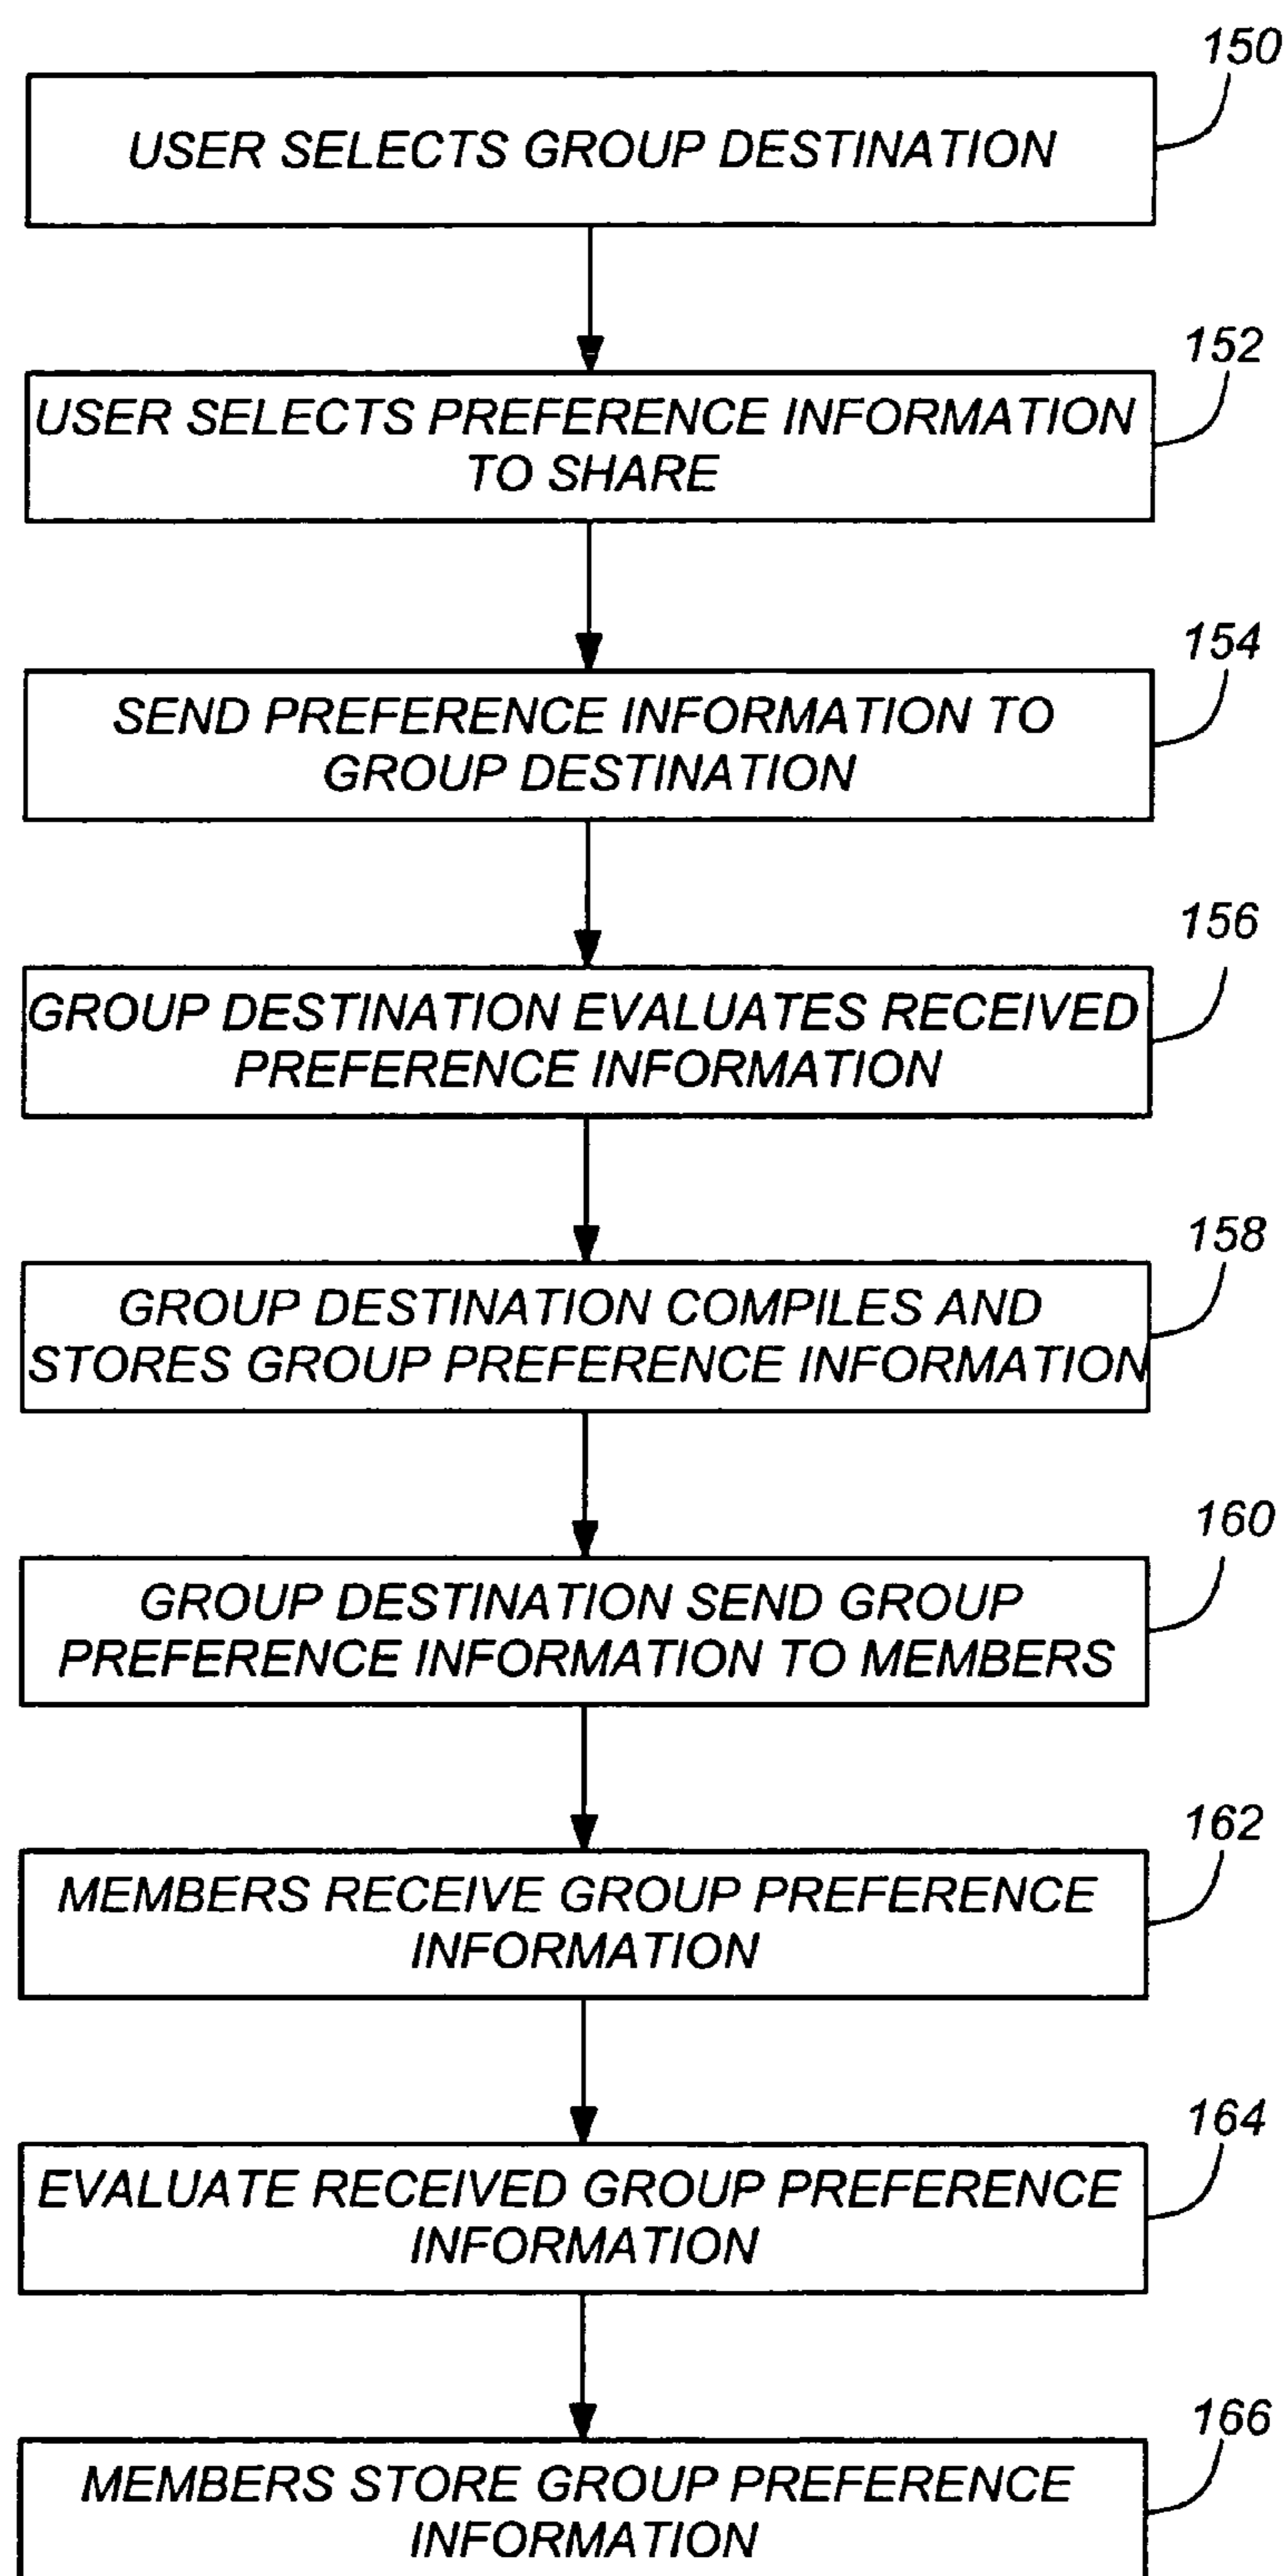 150
USER SELECTS GROUP DESTINATION
152
USER SELECTS PREFERENCE INFORMATION
TO SHARE
154
SEND PREFERENCE INFORMATION TO
GROUP DESTINATION
156
GROUP DESTINATION EVALUATES RECEIVED
PREFERENCE INFORMATION
158
GROUP DESTINATION COMPILES AND
STORES GROUP PREFERENCE INFORMATION
160
GROUP DESTINATION SEND GROUP
PREFERENCE INFORMATION TO MEMBERS
162
MEMBERS RECEIVE GROUP PREFERENCE
INFORMATION
164
EVALUATE RECEIVED GROUP PREFERENCE
INFORMATION
166
MEMBERS STORE GROUP PREFERENCE
INFORMATION